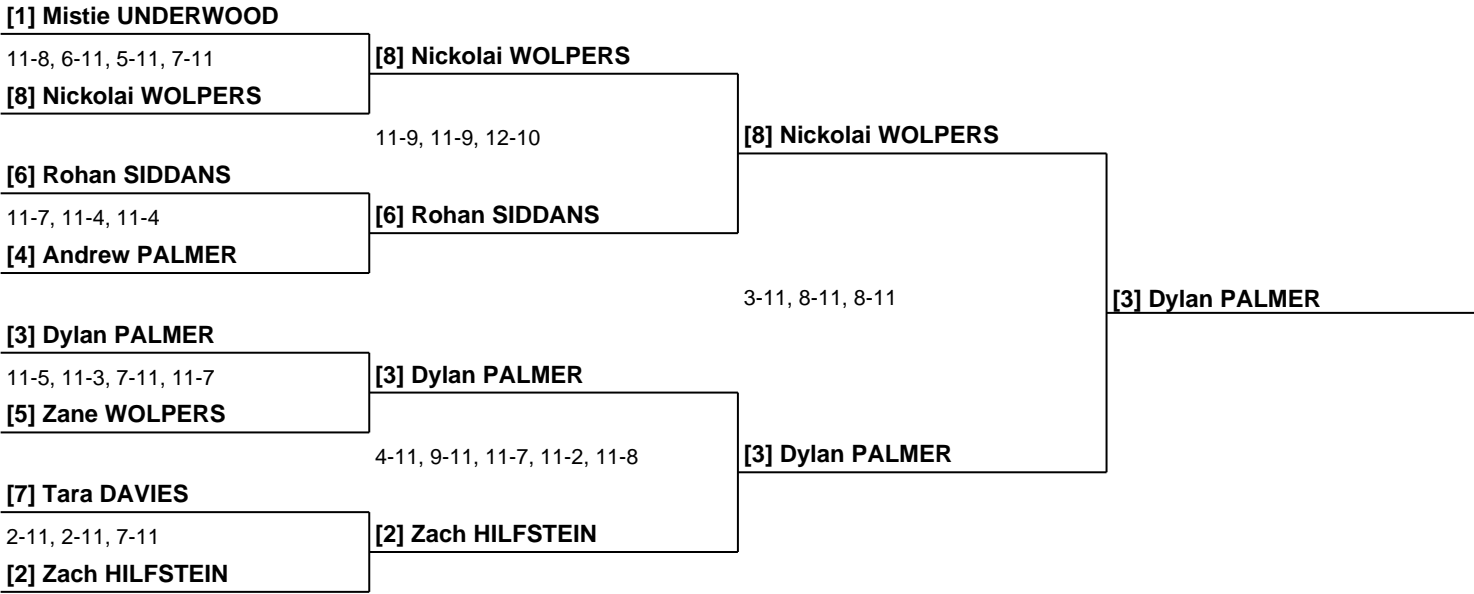 [1] Mistie UNDERWOOD
11-8, 6-11, 5-11, 7-11
[8] Nickolai WOLPERS
[8] Nickolai WOLPERS
11-9, 11-9, 12-10
[8] Nickolai WOLPERS
[6] Rohan SIDDANS
11-7, 11-4, 11-4
[6] Rohan SIDDANS
[4] Andrew PALMER
3-11, 8-11, 8-11
[3] Dylan PALMER
[3] Dylan PALMER
11-5, 11-3, 7-11, 11-7
[3] Dylan PALMER
[5] Zane WOLPERS
4-11, 9-11, 11-7, 11-2, 11-8
[3] Dylan PALMER
[7] Tara DAVIES
2-11, 2-11, 7-11
[2] Zach HILFSTEIN
[2] Zach HILFSTEIN